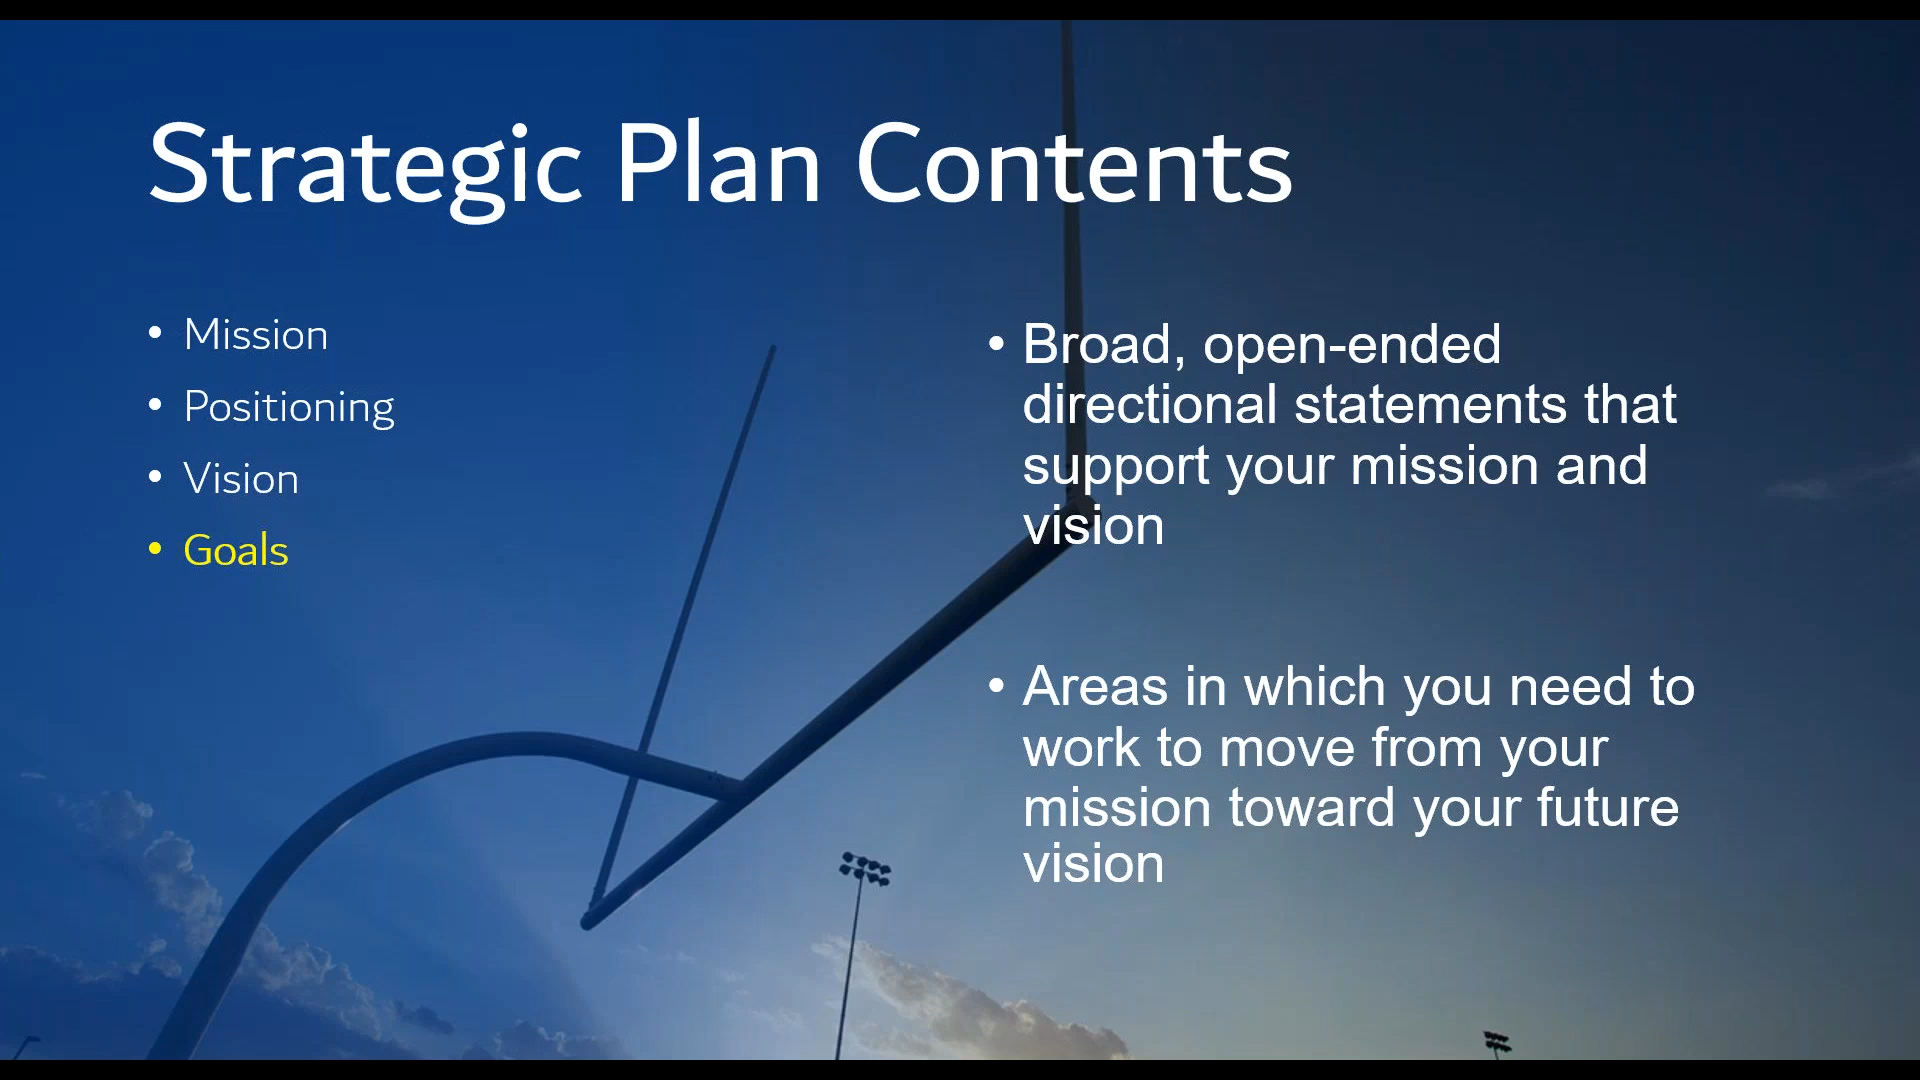 Strategic Plan Contents
• Mission
• Positioning
• Vision
• Goals
• Broad, open-ended
directional statements that
support your mission and
vision
• Areas in which you need to
work to move from your
mission toward your future
vision